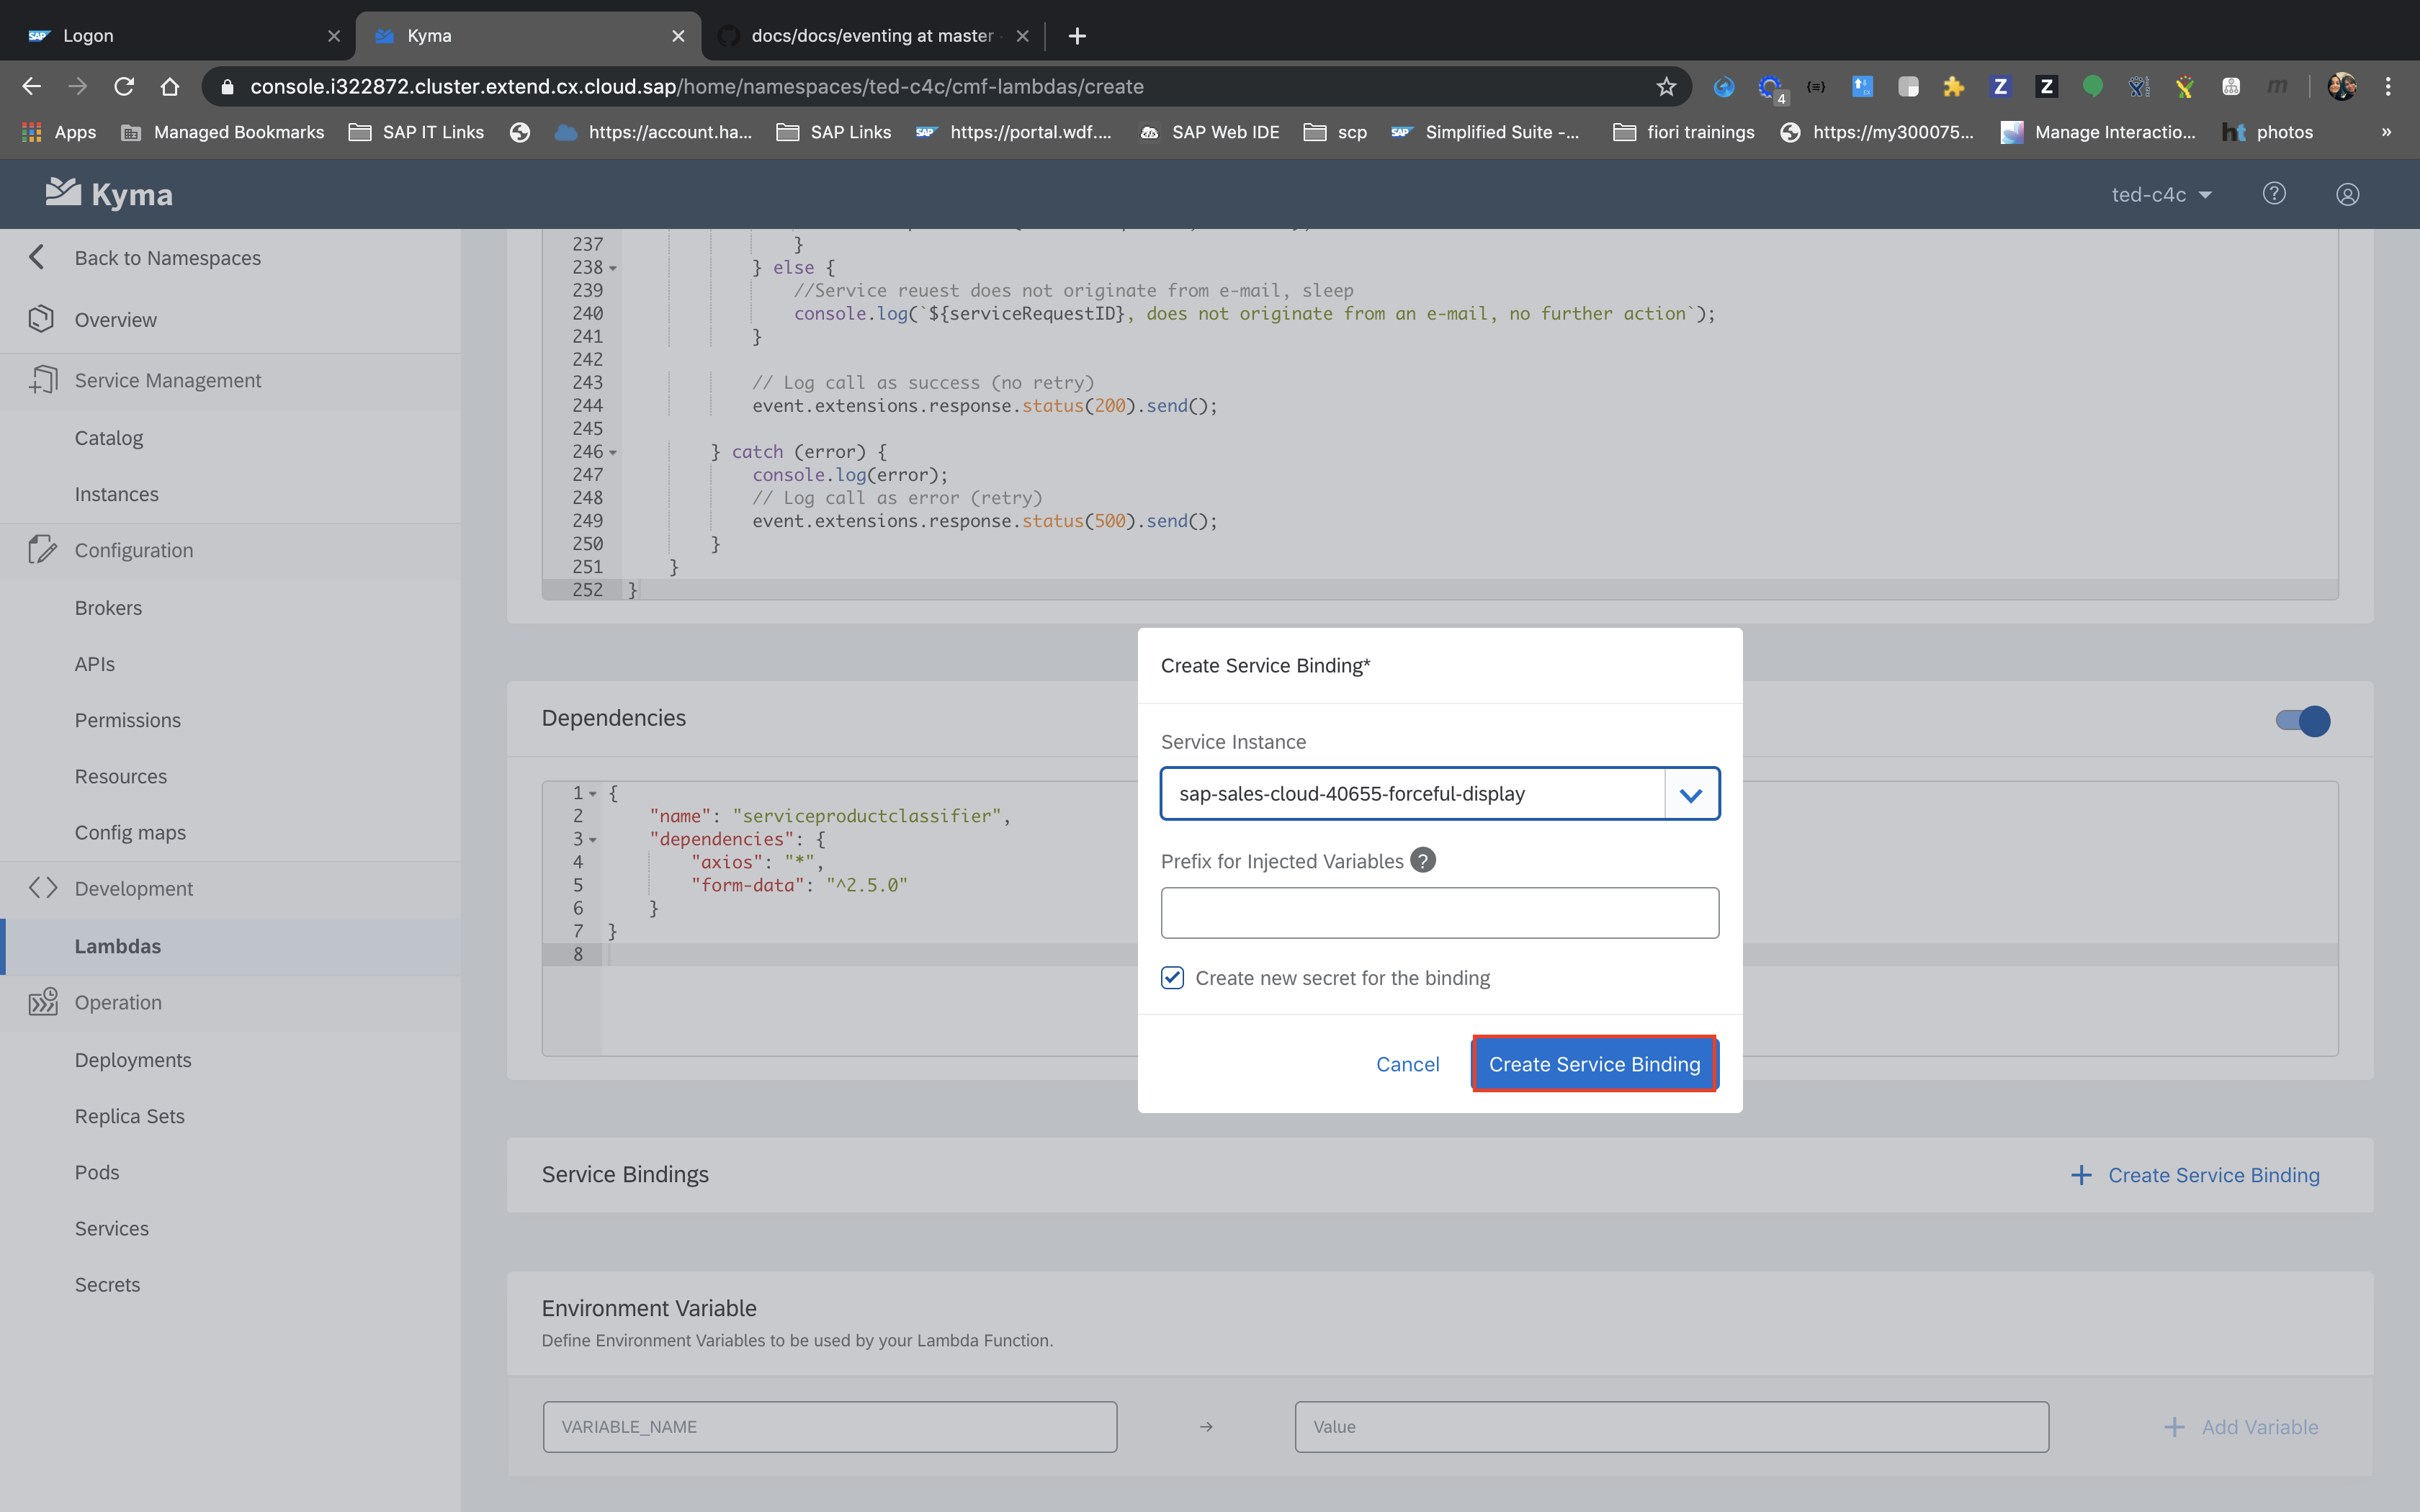 SAP Logon
Kyma
docs/docs/eventing at master
console.i322872.cluster.extend.cx.cloud.sap/home/namespaces/ted-c4c/cmf-lambdas/create
4
Z
Z
m
Apps
Managed Bookmarks
SAP IT Links
https://account.ha...
SAP Links
SAP https://portal.wdf....
SAP Web IDE
scp
SAP Simplified Suite -...
fiori trainings
https://my300075...
Manage Interactio...
ht photos
»
Kyma
ted-c4c
?
Back to Namespaces
Overview
Service Management
Catalog
Instances
Configuration
Brokers
APIs
Permissions
Resources
Config maps
Development
Lambdas
Operation
Deployments
Replica Sets
Pods
Services
Secrets
237 }
238 } else {
239 //Service reuest does not originate from e-mail, sleep
240 console.log(`${serviceRequestID}, does not originate from an e-mail, no further action`);
241 }
242
243 // Log call as success (no retry)
244 event.extensions.response.status(200).send();
245
246 } catch (error) {
247 console.log(error);
248 // Log call as error (retry)
249 event.extensions.response.status(500).send();
250 }
251 }
252 }
Dependencies
1 {
2 "name": "serviceproductclassifier",
3 "dependencies": {
4 "axios": "*",
5 "form-data": "^2.5.0"
6 }
7 }
8
Create Service Binding*
Service Instance
sap-sales-cloud-40655-forceful-display
Prefix for Injected Variables ?
Create new secret for the binding
Cancel
Create Service Binding
Service Bindings
+ Create Service Binding
Environment Variable
Define Environment Variables to be used by your Lambda Function.
VARIABLE_NAME
→
Value
+ Add Variable